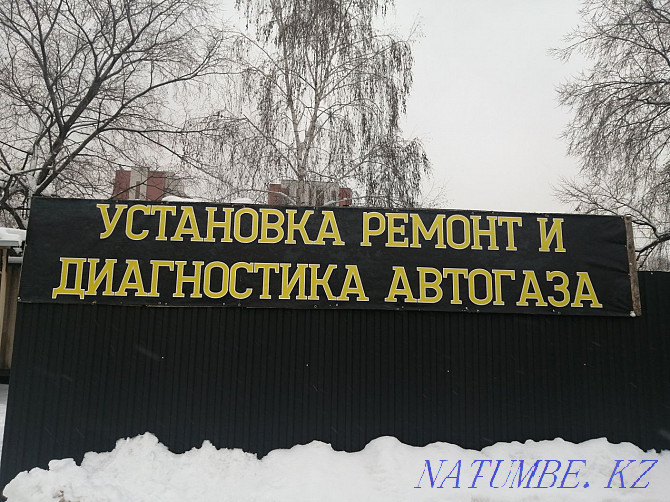 УСТАНОВКА РЕМОНТ И
ДИАГНОСТИКА АВТОГАЗА
NATUMBE. KZ